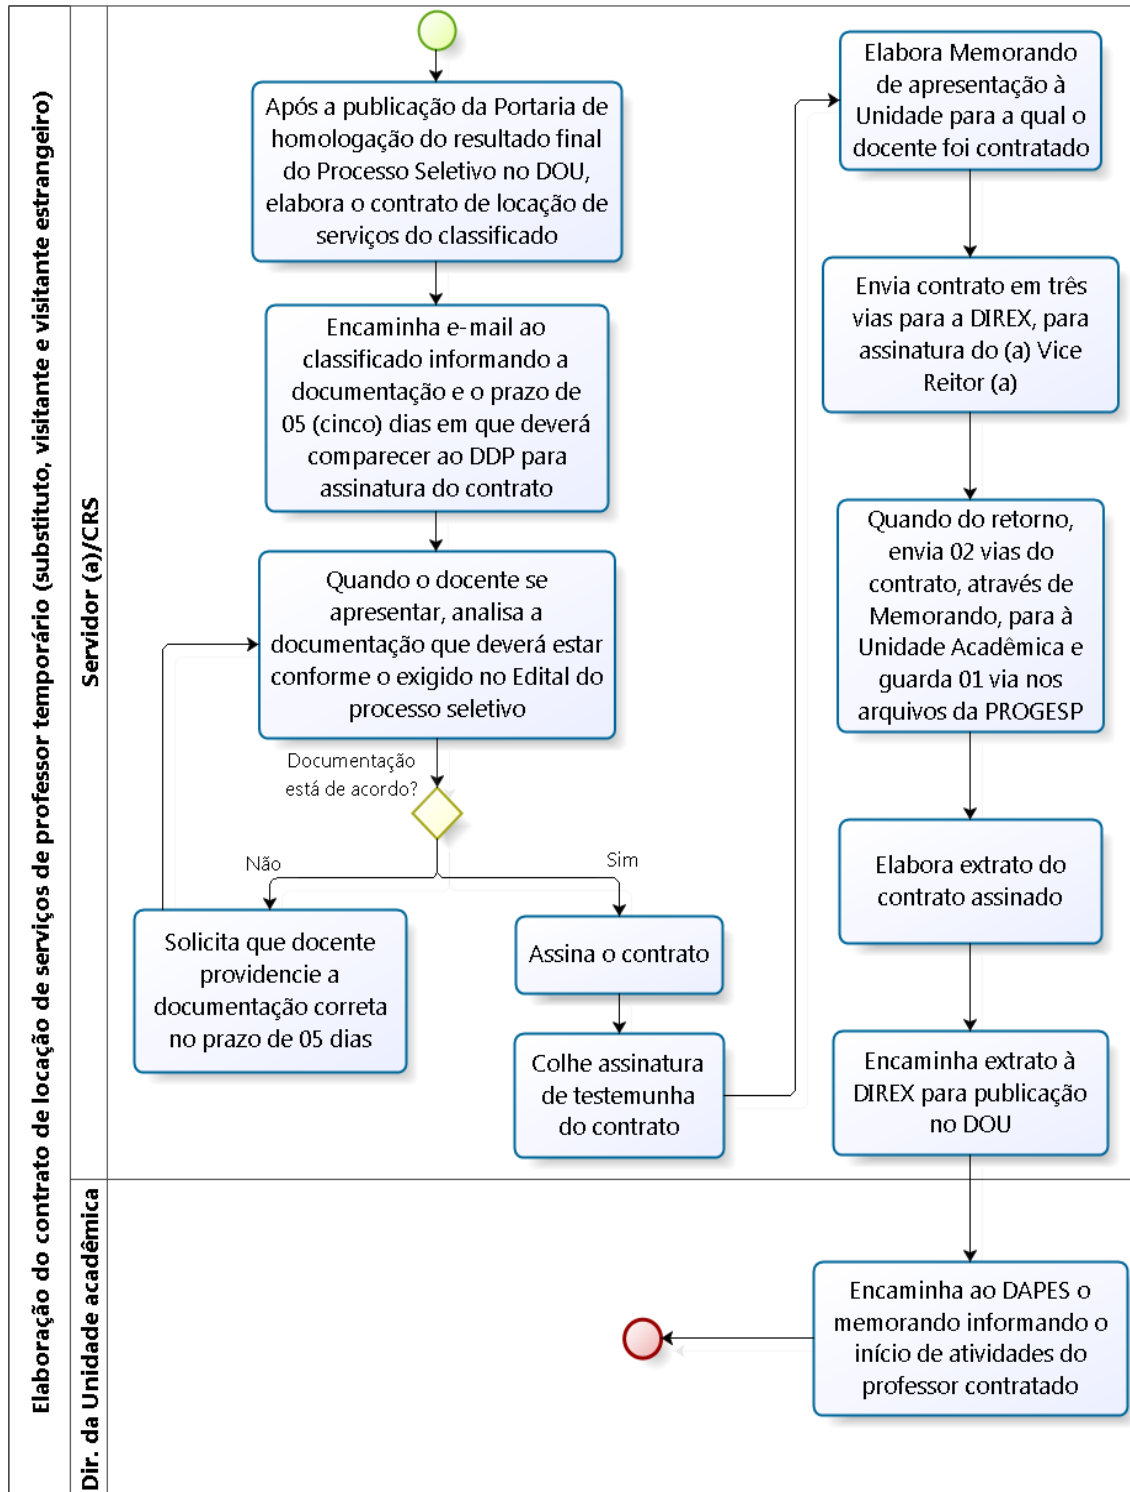 Elaboração do contrato de locação de serviços de professor temporário (substituto, visitante e visitante estrangeiro)
Servidor (a)/CRS
Após a publicação da Portaria de
homologação do resultado final
do Processo Seletivo no DOU,
elabora o contrato de locação de
serviços do classificado
Encaminha e-mail ao
classificado informando a
documentação e o prazo de
05 (cinco) dias em que deverá
comparecer ao DDP para
assinatura do contrato
Quando o docente se
apresentar, analisa a
documentação que deverá estar
conforme o exigido no Edital do
processo seletivo
Documentação
está de acordo?
Não
Sim
Solicita que docente
providencie a
documentação correta
no prazo de 05 dias
Assina o contrato
Colhe assinatura
de testemunha
do contrato
Elabora Memorando
de apresentação à
Unidade para a qual o
docente foi contratado
Envia contrato em três
vias para a DIREX, para
assinatura do (a) Vice
Reitor (a)
Quando do retorno,
envia 02 vias do
contrato, através de
Memorando, para à
Unidade Acadêmica e
guarda 01 via nos
arquivos da PROGESP
Elabora extrato do
contrato assinado
Encaminha extrato à
DIREX para publicação
no DOU
Dir. da Unidade acadêmica
Encaminha ao DAPES o
memorando informando o
início de atividades do
professor contratado